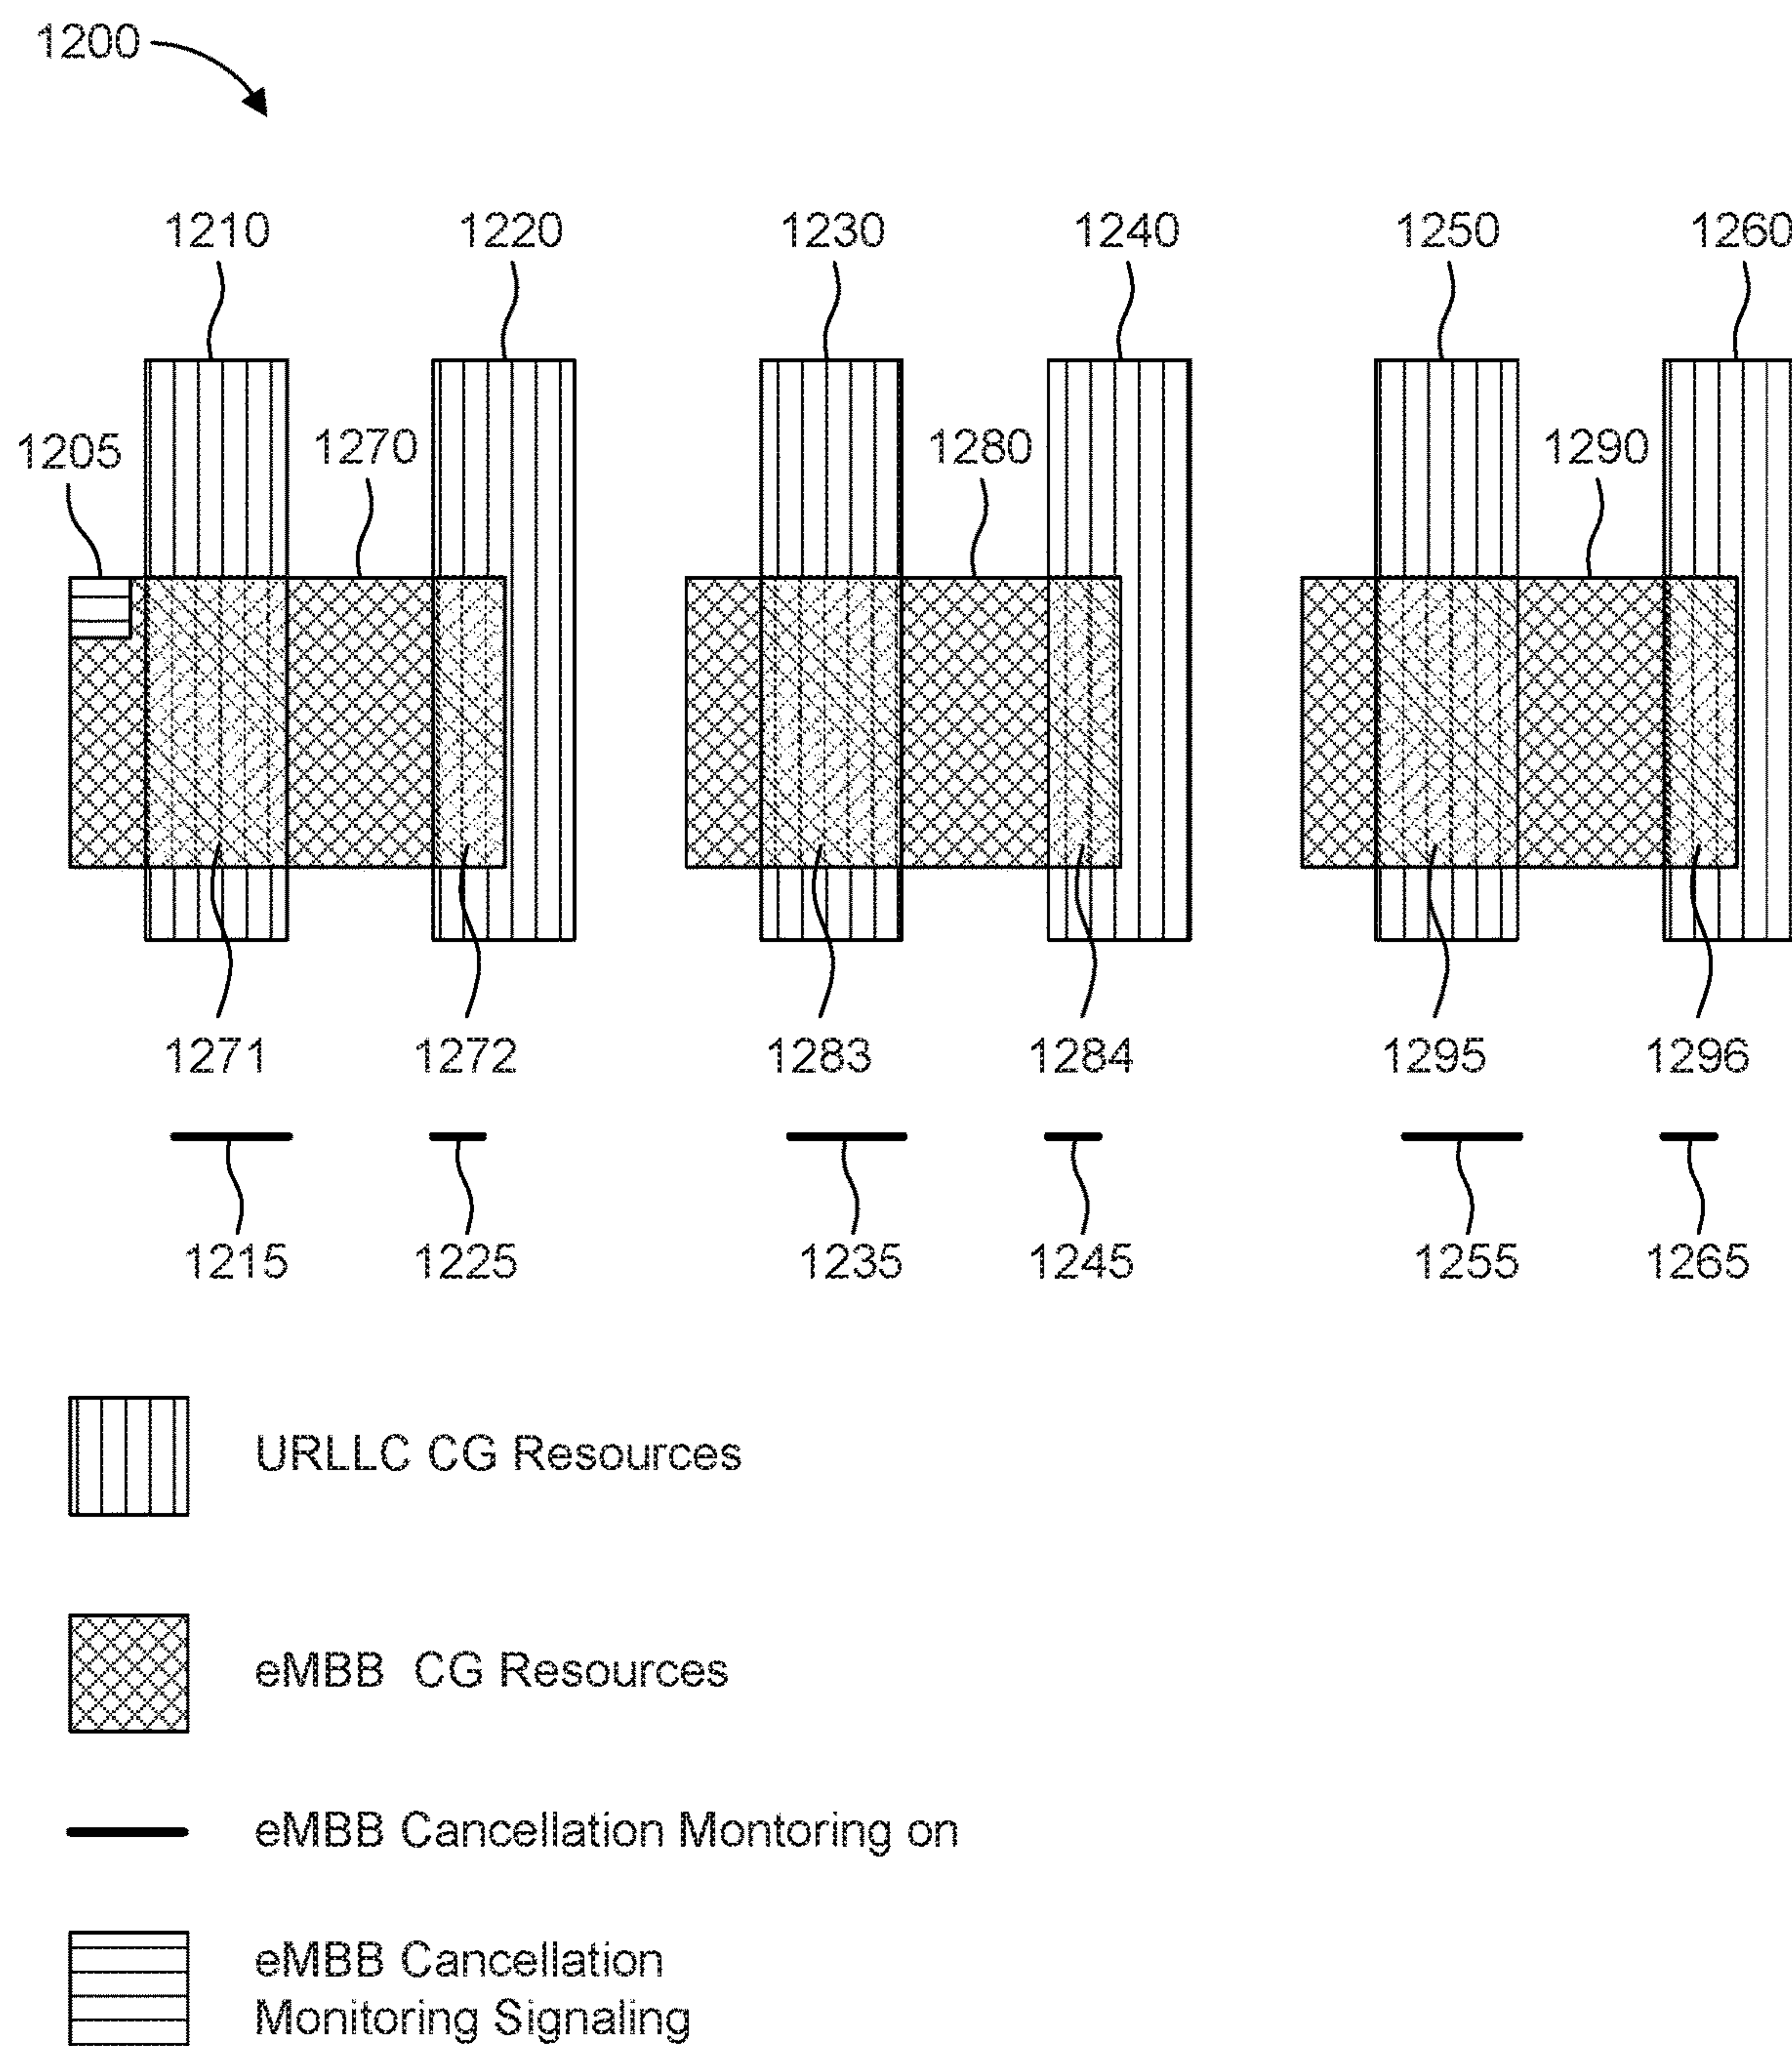 1200
1210 1220 1230 1240 1250 1260
1205 1270 1280 1290
1271 1272 1283 1284 1295 1296
1215 1225 1235 1245 1255 1265
URLLC CG Resources
eMBB CG Resources
eMBB Cancellation Montoring on
eMBB Cancellation
Monitoring Signaling